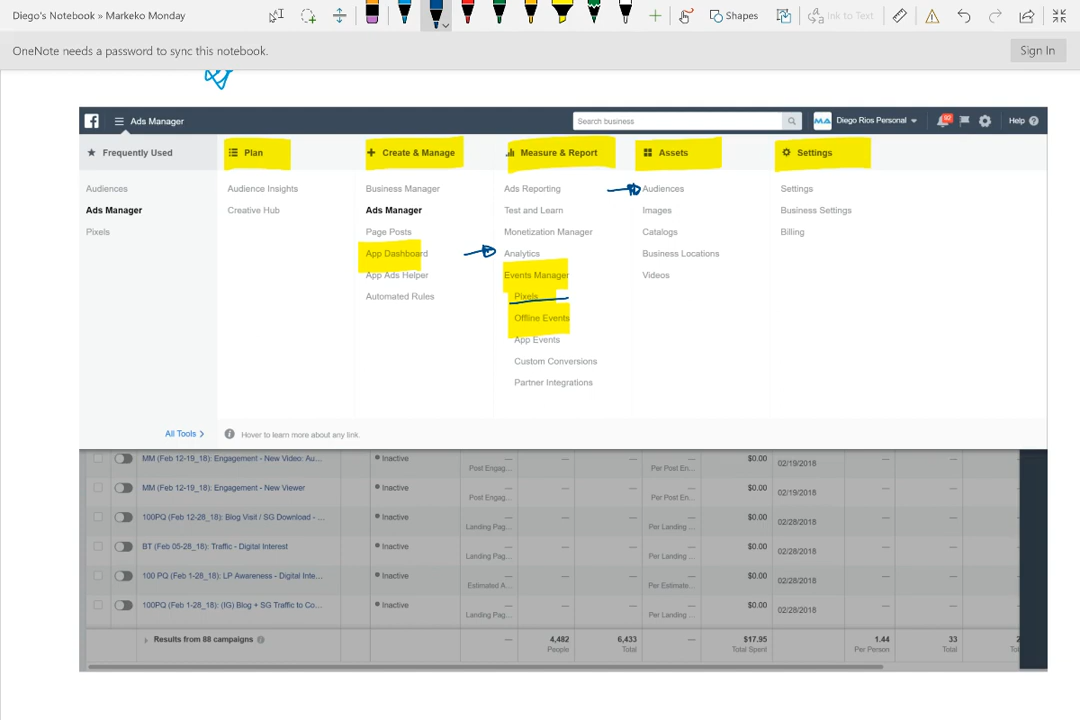 Diego's Notebook » Markeko Monday
Shapes
Ink to Text
OneNote needs a password to sync this notebook.
Sign In
Ads Manager
Search business
MA
Diego Rios Personal
92
Help
Frequently Used
Audiences
Ads Manager
Pixels
All Tools
Plan
Audience Insights
Creative Hub
Create & Manage
Business Manager
Ads Manager
Page Posts
App Dashboard
App Ads Helper
Automated Rules
Measure & Report
Ads Reporting
Test and Learn
Monetization Manager
Analytics
Events Manager
Pixels
Offline Events
App Events
Custom Conversions
Partner Integrations
Assets
Audiences
Images
Catalogs
Business Locations
Videos
Settings
Settings
Business Settings
Billing
Hover to learn more about any link.
MM (Feb 12-19_18): Engagement - New Video: Au... Inactive — Post Engag... — — — Per Post En... $0.00 02/19/2018 — — —
MM (Feb 12-19_18): Engagement - New Viewer Inactive — Post Engag... — — — Per Post En... $0.00 02/19/2018 — — —
100PQ (Feb 12-28_18): Blog Visit / SG Download - ... Inactive — Landing Pag... — — — Per Landing ... $0.00 02/28/2018 — — —
BT (Feb 05-28_18): Traffic - Digital Interest Inactive — Landing Pag... — — — Per Landing ... $0.00 02/28/2018 — — —
100 PQ (Feb 1-28_18): LP Awareness - Digital Inte... Inactive — Estimated A... — — — Per Estimate... $0.00 02/28/2018 — — —
100PQ (Feb 1-28_18): (IG) Blog + SG Traffic to Co... Inactive — Landing Pag... — — — Per Landing ... $0.00 02/28/2018 — — —
Results from 88 campaigns — 4,482 6,433 — $17.95 1.44 33 2
People Total Total Spent Per Person Total Tot